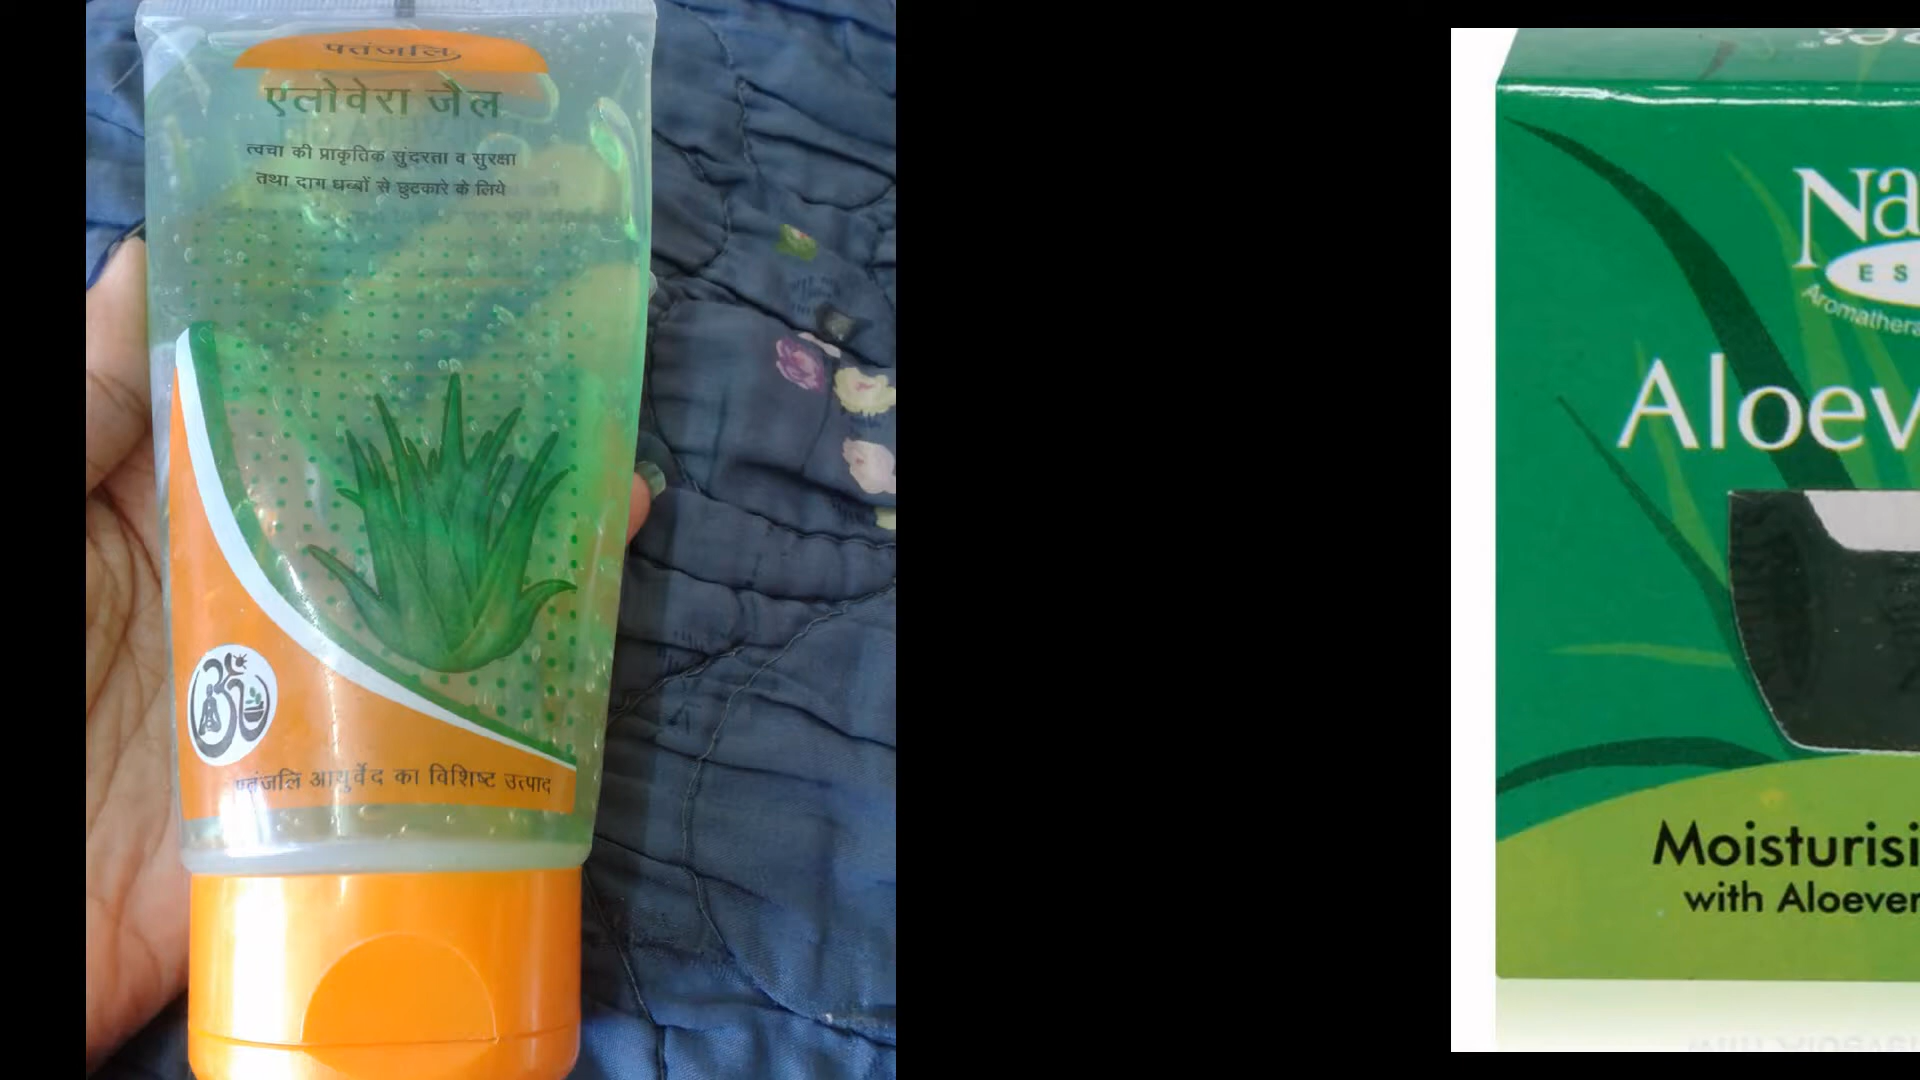 पतंजलि
एलोवेरा जैल
त्वचा की प्राकृतिक सुंदरता व सुरक्षा
तथा दाग धब्बों से छुटकारे के लिये
पतंजलि आयुर्वेद का विशिष्ट उत्पाद
Na
E S
Aromathera
Aloev
Moisturisi
with Aloever